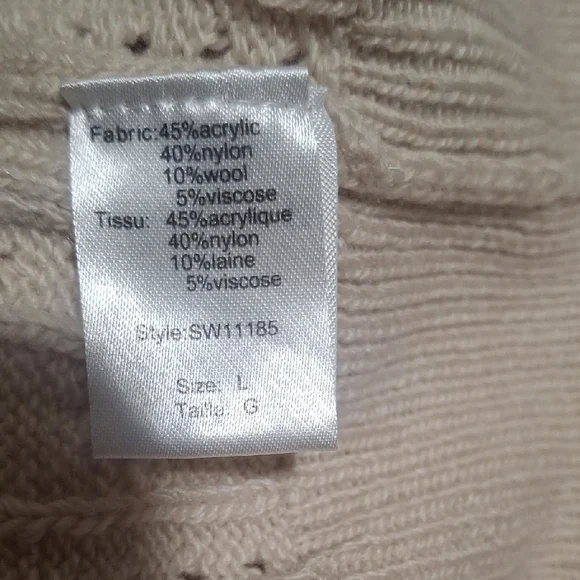 Fabric:45%acrylic
40%nylon
10%wool
5%viscose
Tissu: 45%acrylique
40%nylon
10%laine
5%viscose
Style:SW11185
Size: L
Taille: G